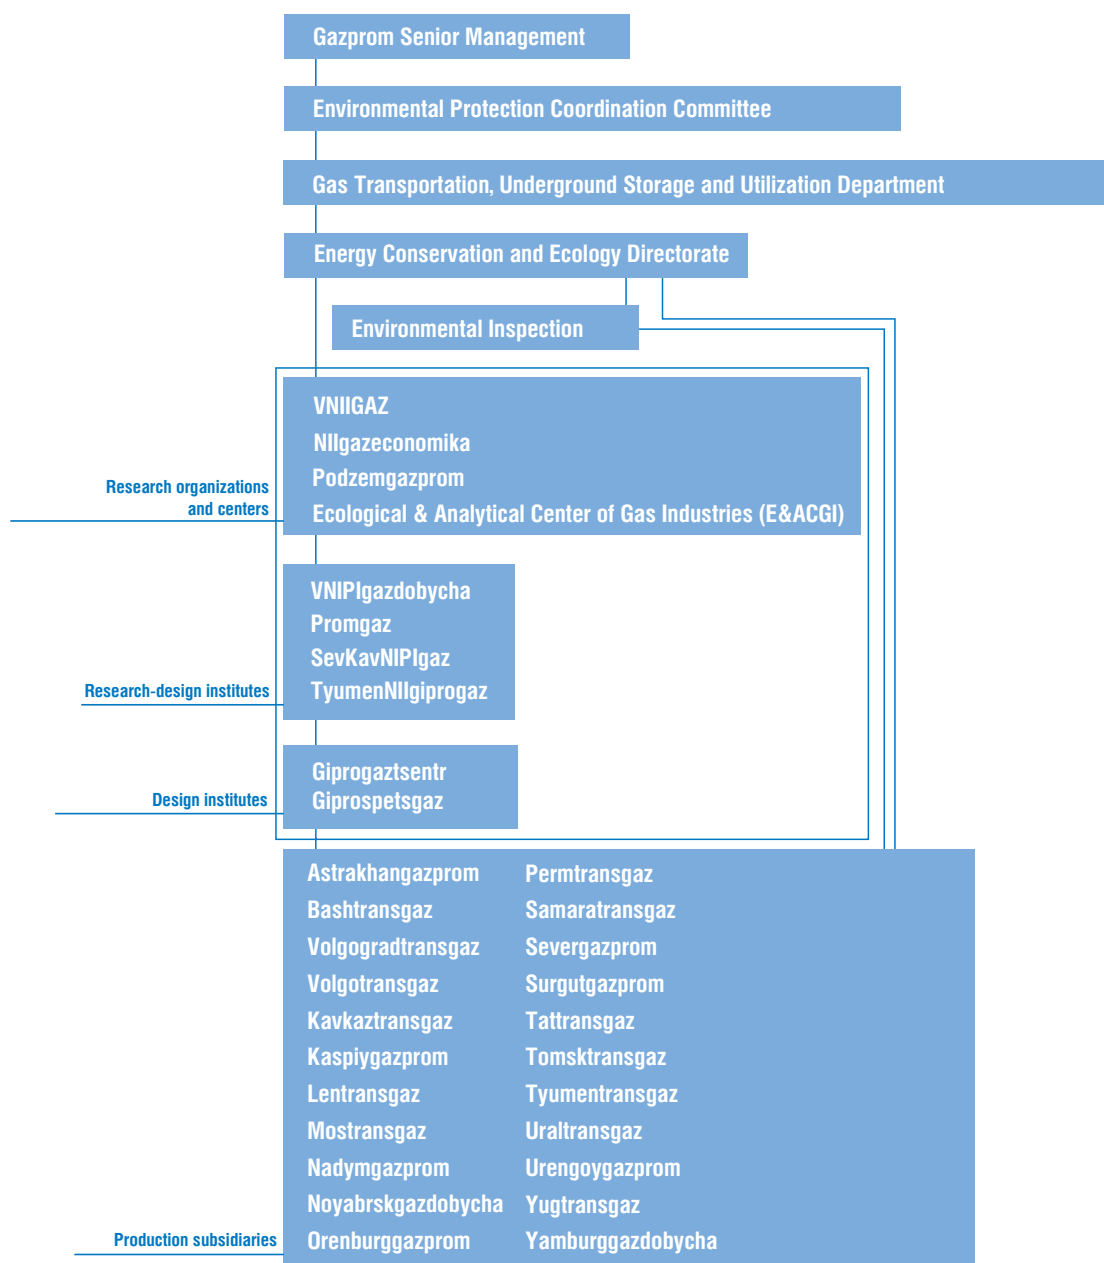 Gazprom Senior Management
Environmental Protection Coordination Committee
Gas Transportation, Underground Storage and Utilization Department
Energy Conservation and Ecology Directorate
Environmental Inspection
Research organizations
and centers
VNIIGAZ
NIIgazeconomika
Podzemgazprom
Ecological & Analytical Center of Gas Industries (E&ACGI)
Research-design institutes
VNIPIgazdobycha
Promgaz
SevKavNIPIgaz
TyumenNIIgiprogaz
Design institutes
Giprogaztsentr
Giprospetsgaz
Production subsidiaries
Astrakhangazprom
Bashtransgaz
Volgogradtransgaz
Volgotransgaz
Kavkaztransgaz
Kaspiygazprom
Lentransgaz
Mostransgaz
Nadymgazprom
Noyabrskgazdobycha
Orenburggazprom
Permtransgaz
Samaratransgaz
Severgazprom
Surgutgazprom
Tattransgaz
Tomsktransgaz
Tyumentransgaz
Uraltransgaz
Urengoygazprom
Yugtransgaz
Yamburggazdobycha